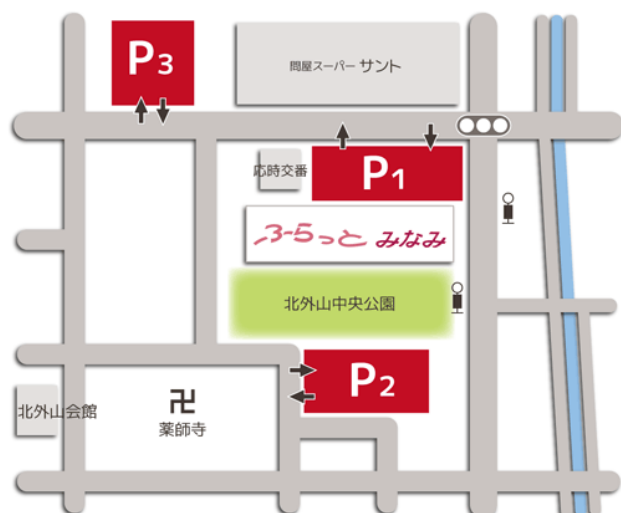 P3
問屋スーパー サント
応時交番
P1
ふらっと みなみ
北外山中央公園
P2
北外山会館
卍
薬師寺